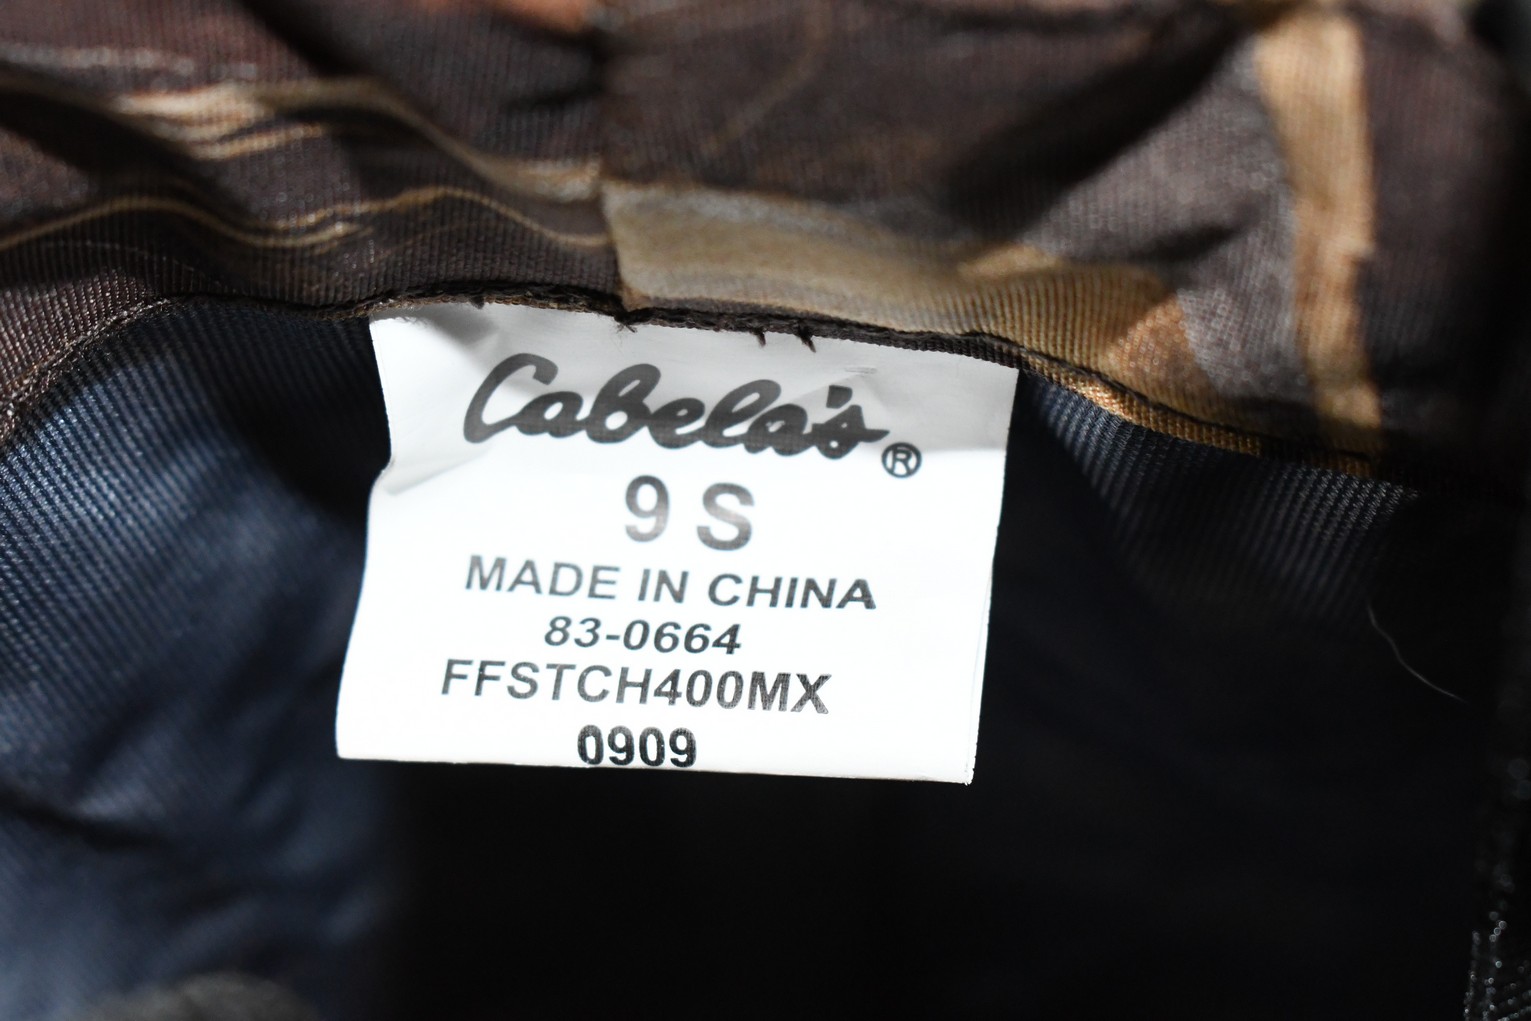 Cabela's®
9 S
MADE IN CHINA
83-0664
FFSTCH400MX
0909